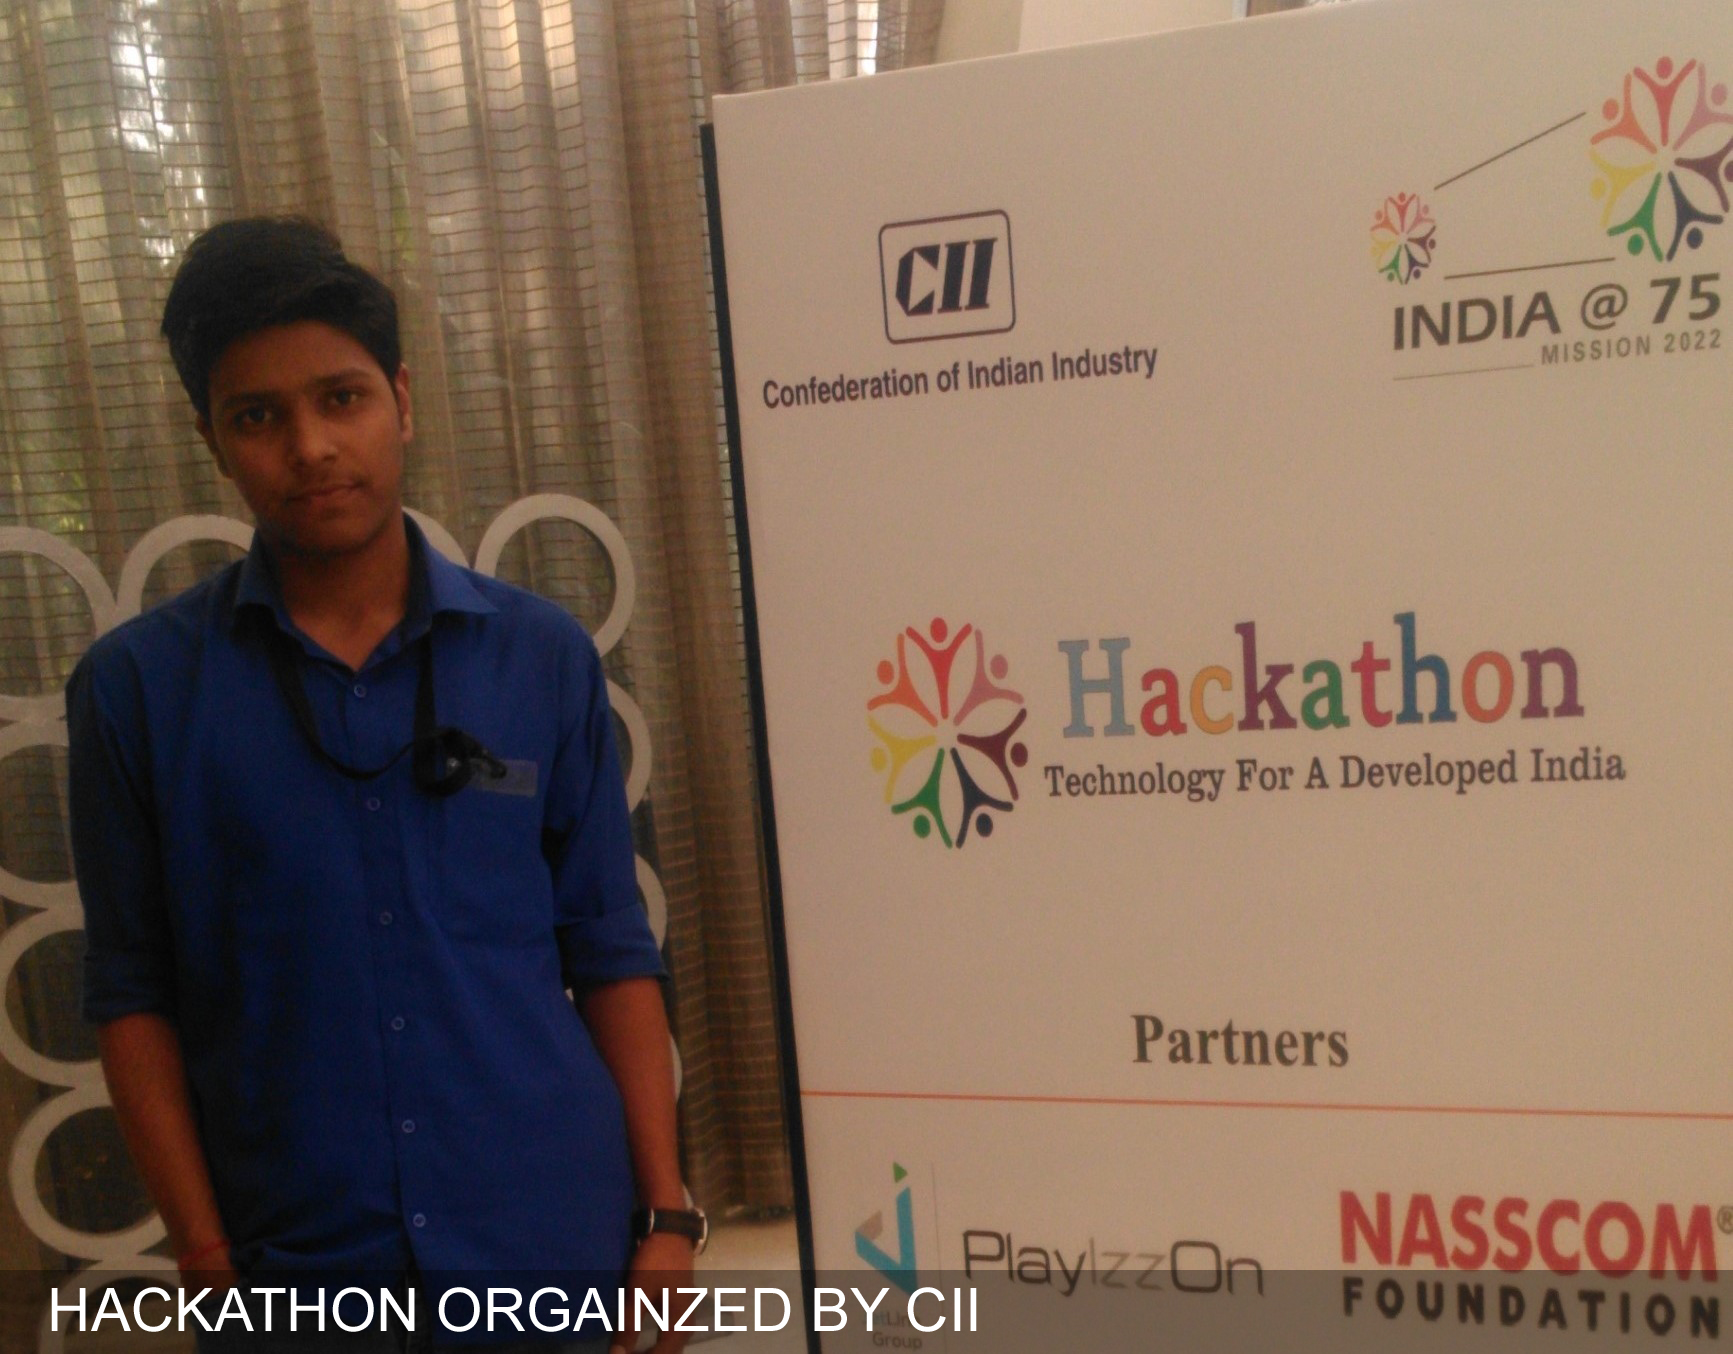 CII
Confederation of Indian Industry
INDIA @ 75
MISSION 2022
Hackathon
Technology For A Developed India
Partners
PlayIzzOn
NASSCOM®
FOUNDATION
Group
HACKATHON ORGAINZED BY CII